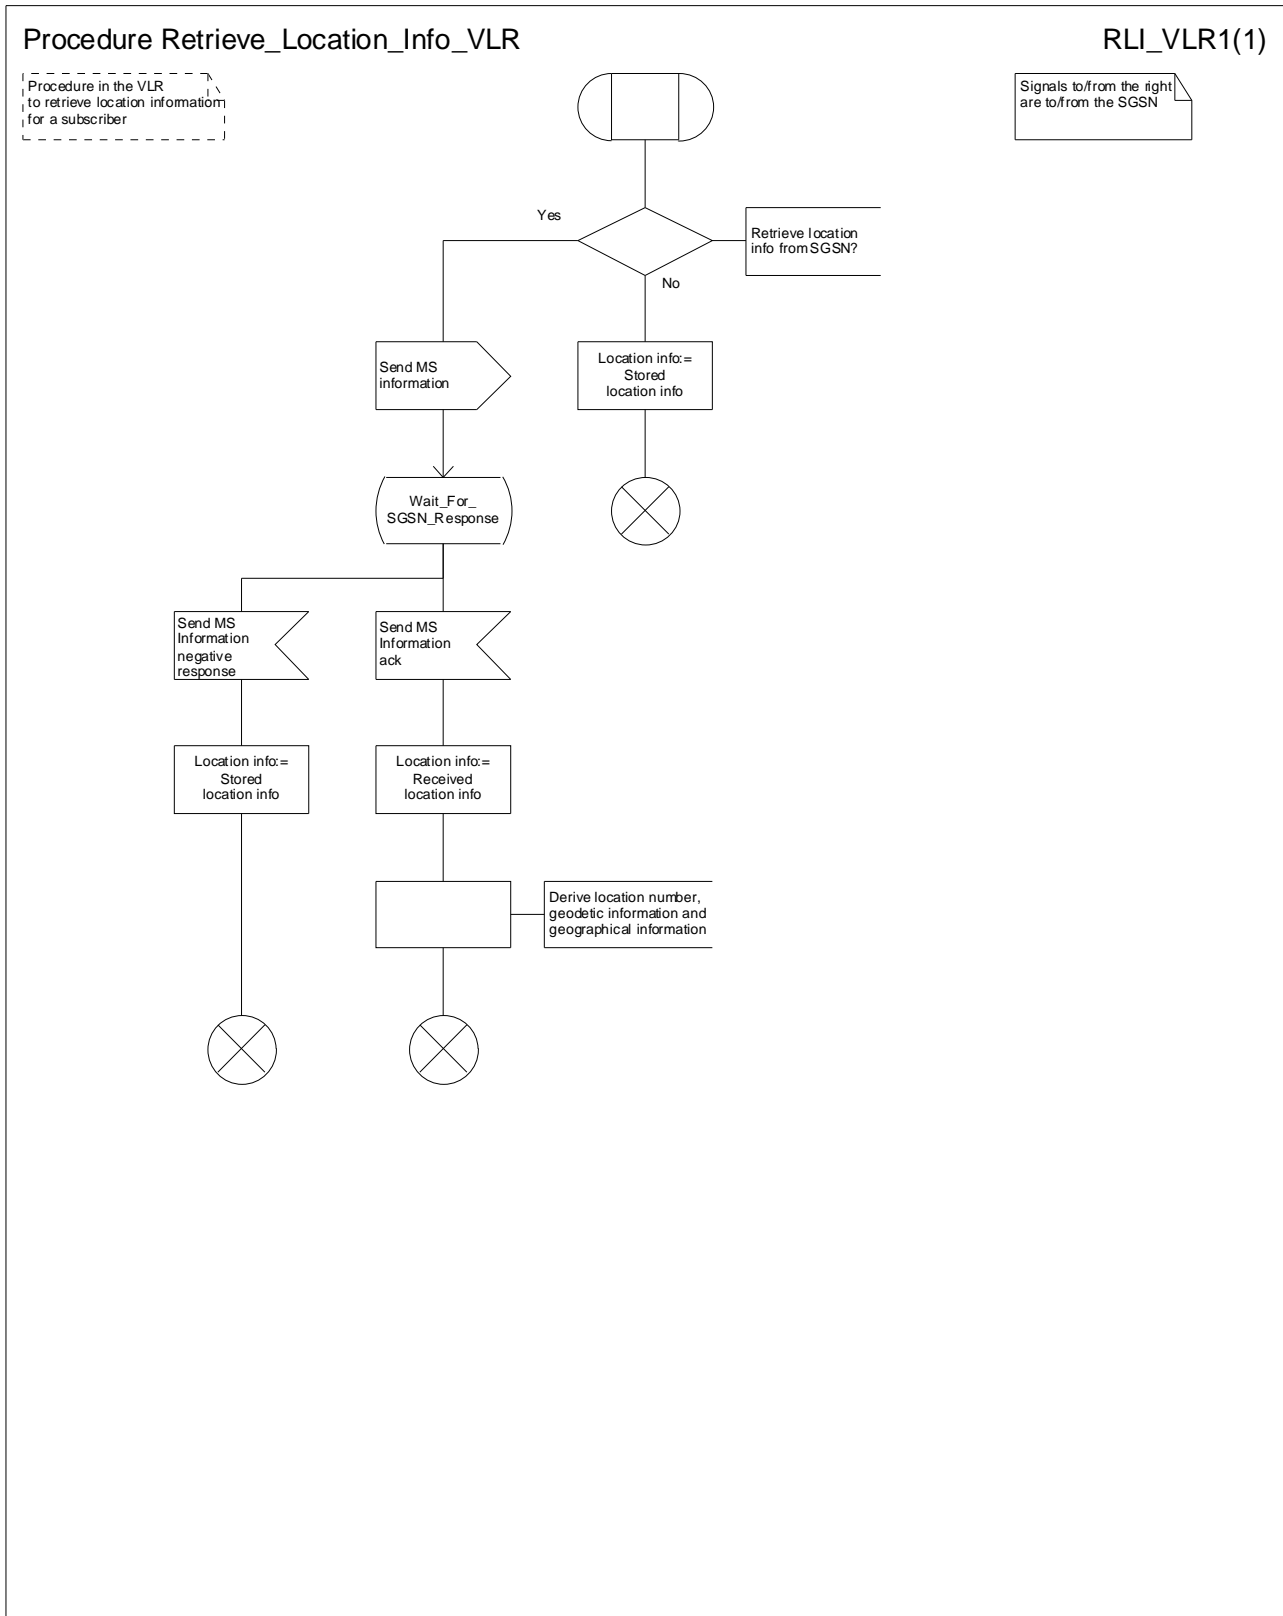 Procedure Retrieve_Location_Info_VLR
RLI_VLR1(1)
Procedure in the VLR
to retrieve location information
for a subscriber
Signals to/from the right
are to/from the SGSN
Yes
Retrieve location
info from SGSN?
No
Send MS
information
Location info:=
Stored
location info
Wait_For_
SGSN_Response
Send MS
Information
negative
response
Send MS
Information
ack
Location info:=
Stored
location info
Location info:=
Received
location info
Derive location number,
geodetic information and
geographical information